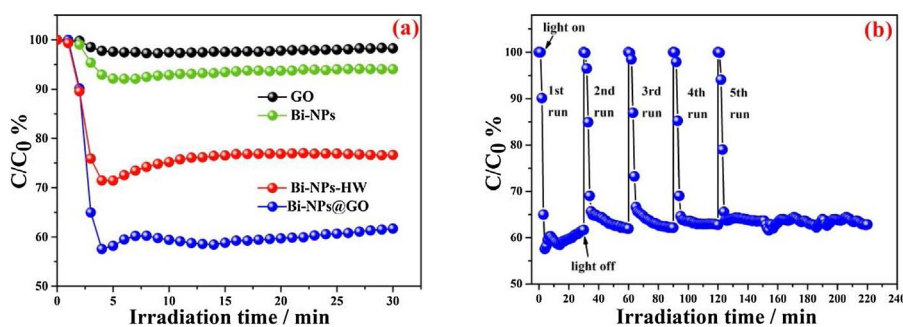 (a)
100
90
80
70
60
50
C/C0 %
GO
Bi-NPs
Bi-NPs-HW
Bi-NPs@GO
0 5 10 15 20 25 30
Irradiation time / min
(b)
100
90
80
70
60
50
C/C0 %
light on
1st run
2nd run
3rd run
4th run
5th run
light off
0 20 40 60 80 100 120 140 160 180 200 220 240
Irradiation time / min